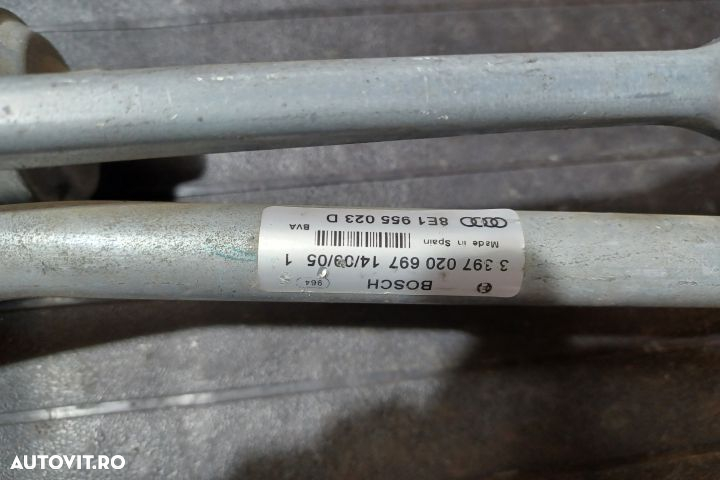 BOSCH
964
3 397 020 697 14/03/05 1
Made in Spain
BVA
8E1 955 023 D
AUTOVIT.RO